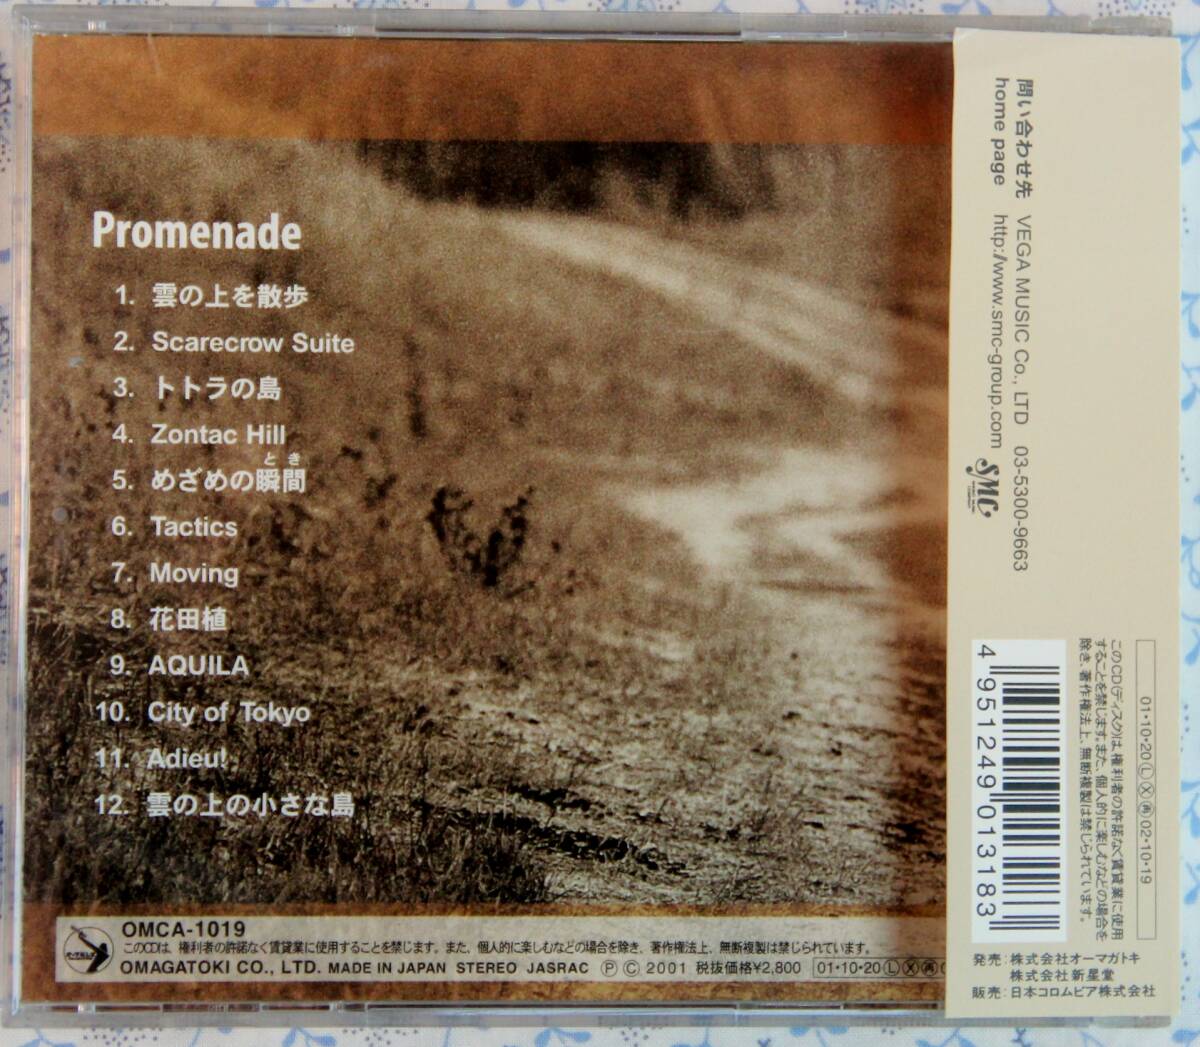 Promenade
1. 雲の上を散歩
2. Scarecrow Suite
3. トトラの島
4. Zontac Hill
とき
5. めざめの瞬間
6. Tactics
7. Moving
8. 花田植
9. AQUILA
10. City of Tokyo
11. Adieu!
12. 雲の上の小さな島
OMCA-1019
このCDは、権利者の許諾なく賃貸業に使用することを禁じます。また、個人的に楽しむなどの場合を除き、著作権法上、無断複製は禁じられています。
OMAGATOKI CO., LTD. MADE IN JAPAN STEREO JASRAC Ⓟ Ⓒ 2001 税抜価格¥2,800 01・10・20 Ⓛ Ⓧ ㊢
問い合わせ先 VEGA MUSIC Co., LTD 03-5300-9663
home page http://www.smc-group.com
SMC
01・10・20 Ⓛ Ⓧ ㊢ 02・10・19
このCD(ディスク)は、権利者の許諾なく賃貸業に使用
することを禁じます。また、個人的に楽しむなどの場合を
除き、著作権法上、無断複製は禁じられています。
4 951249 013183
発売:株式会社オーマガトキ
株式会社新星堂
販売:日本コロムビア株式会社